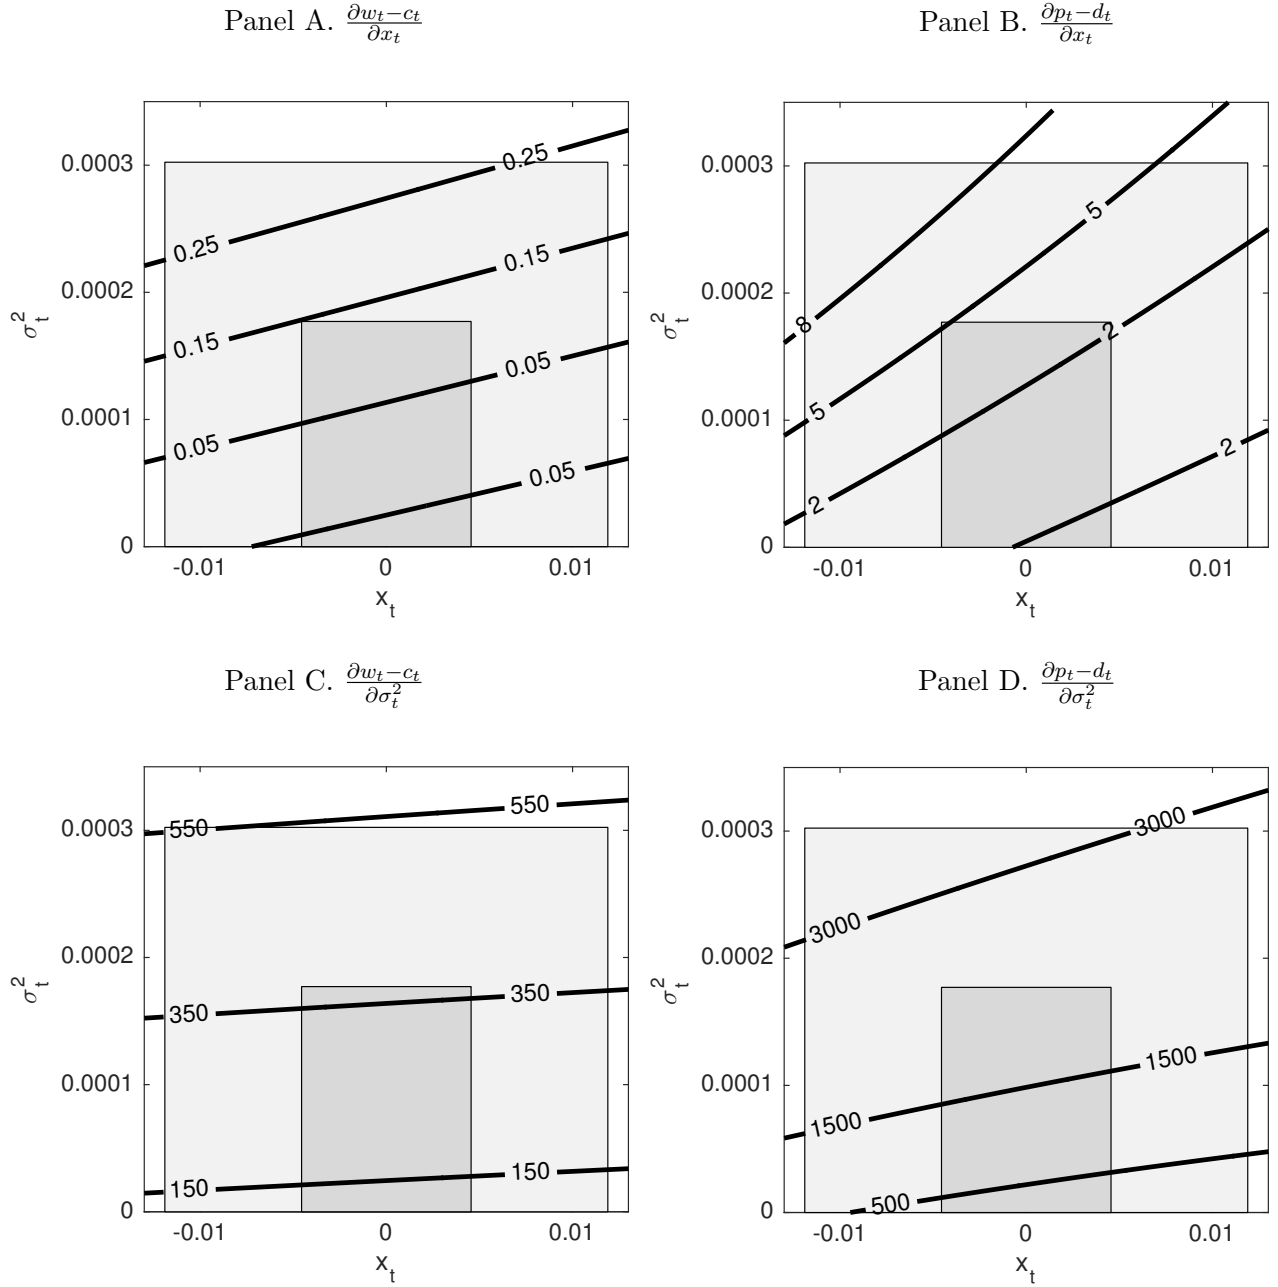 Panel A. ∂w_t−c_t / ∂x_t
0.0003
0.0002
0.0001
0
-0.01 0 0.01
x_t
σ_t^2
0.25 0.25
0.15 0.15
0.05 0.05
0.05
Panel B. ∂p_t−d_t / ∂x_t
0.0003
0.0002
0.0001
0
-0.01 0 0.01
x_t
σ_t^2
8
5 5
2 2
2
Panel C. ∂w_t−c_t / ∂σ_t^2
0.0003
0.0002
0.0001
0
-0.01 0 0.01
x_t
σ_t^2
550 550
350 350
150 150
Panel D. ∂p_t−d_t / ∂σ_t^2
0.0003
0.0002
0.0001
0
-0.01 0 0.01
x_t
σ_t^2
3000 3000
1500 1500
500